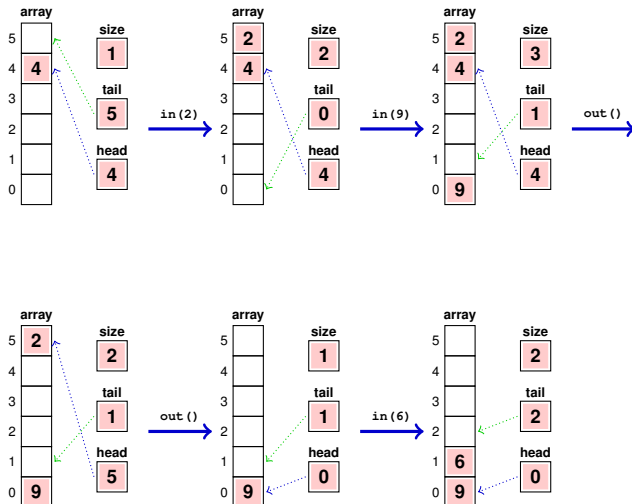 array size array size array size
5 1 5 2 2 5 2 3
4 4 4 4 4 4
3 tail 3 tail 3 tail
5 in(2) 0 in(9) 1 out()
2 2 2
1 head 1 head 1 head
0 4 0 4 0 9 4
array size array size array size
5 2 2 5 1 5 2
4 4 4
3 tail 3 tail 3 tail
1 out() 1 in(6) 2
2 2 2
1 head 1 head 1 6 head
0 9 5 0 9 0 0 9 0